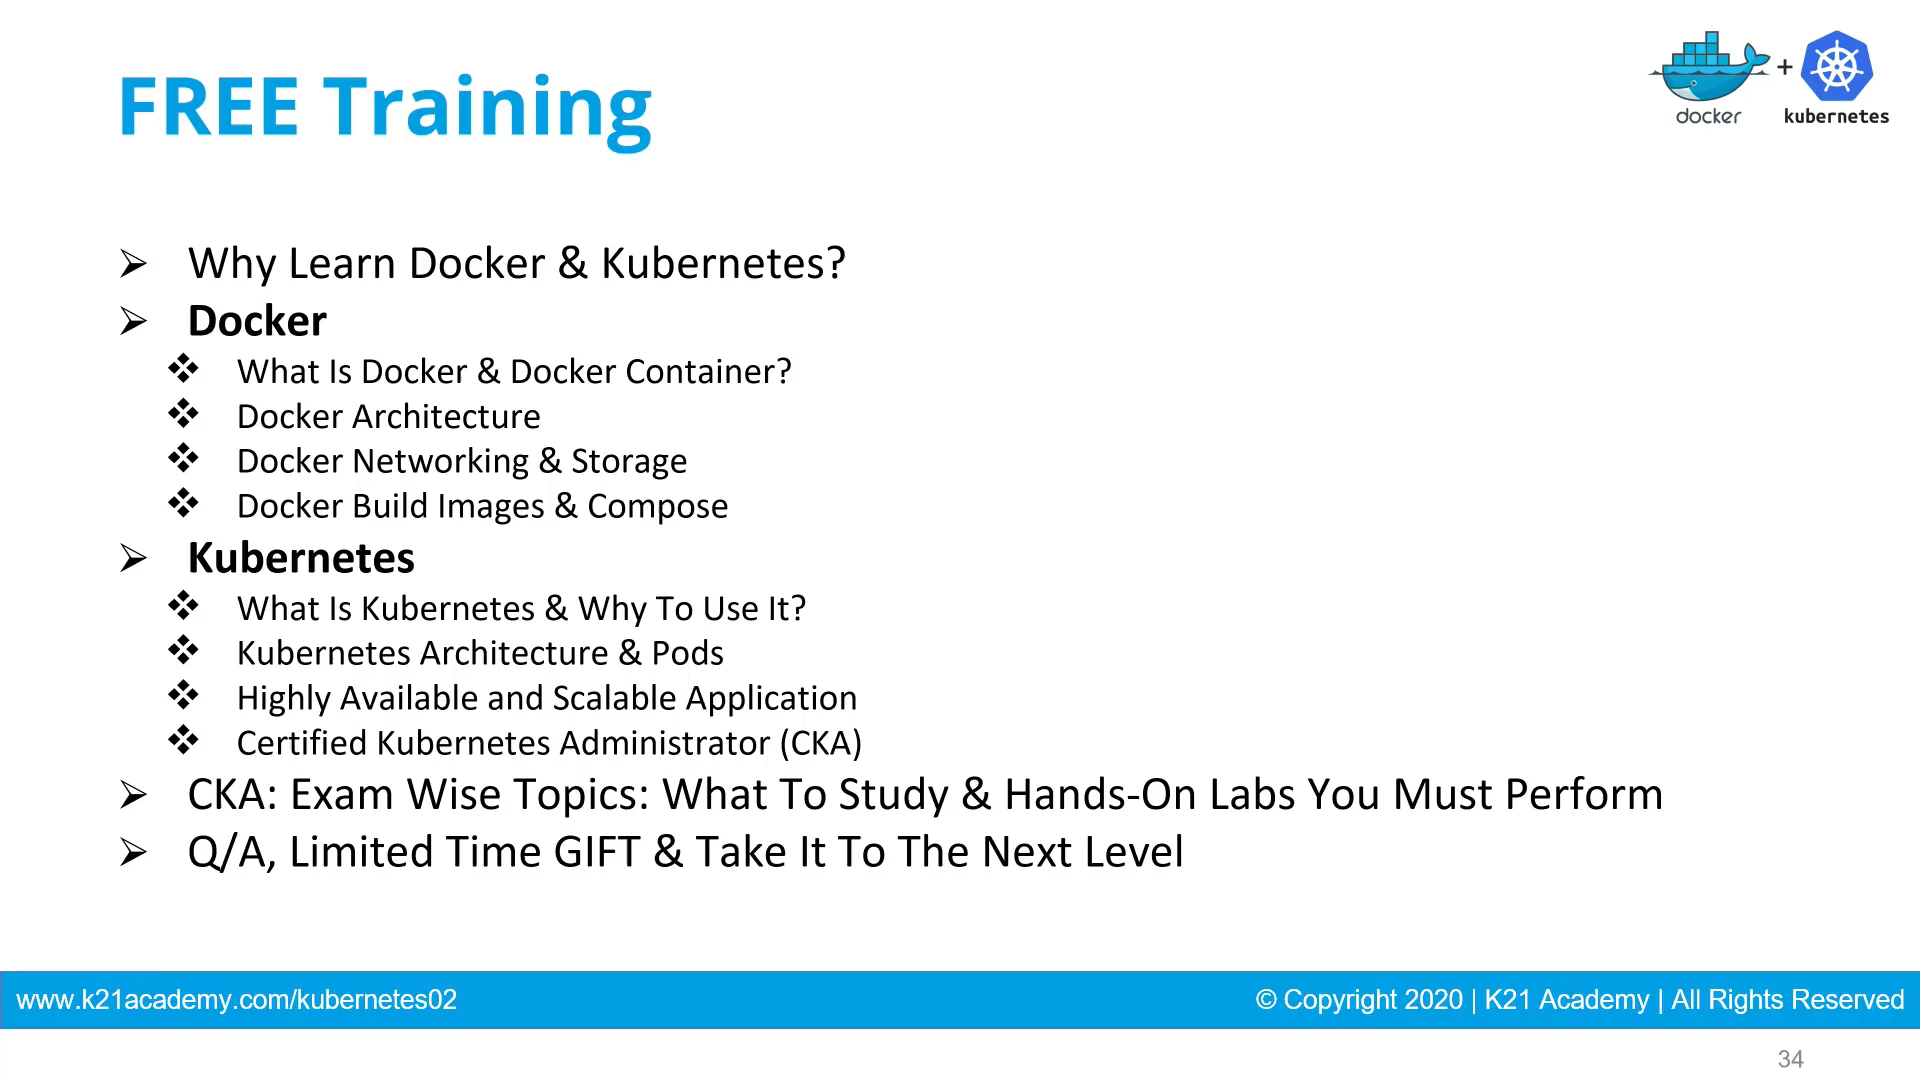 FREE Training
docker + kubernetes
➢ Why Learn Docker & Kubernetes?
➢ Docker
❖ What Is Docker & Docker Container?
❖ Docker Architecture
❖ Docker Networking & Storage
❖ Docker Build Images & Compose
➢ Kubernetes
❖ What Is Kubernetes & Why To Use It?
❖ Kubernetes Architecture & Pods
❖ Highly Available and Scalable Application
❖ Certified Kubernetes Administrator (CKA)
➢ CKA: Exam Wise Topics: What To Study & Hands-On Labs You Must Perform
➢ Q/A, Limited Time GIFT & Take It To The Next Level
www.k21academy.com/kubernetes02
© Copyright 2020 | K21 Academy | All Rights Reserved
34